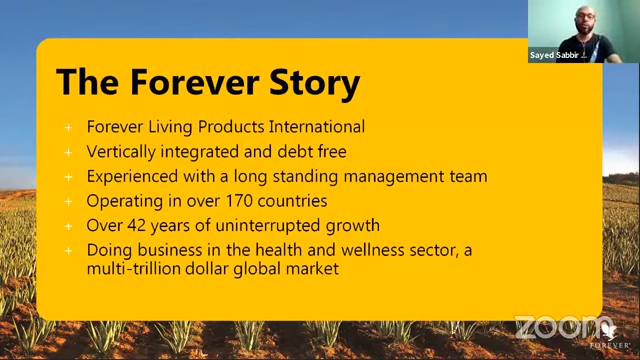 Sayed Sabbir ...
The Forever Story
+ Forever Living Products International
+ Vertically integrated and debt free
+ Experienced with a long standing management team
+ Operating in over 170 countries
+ Over 42 years of uninterrupted growth
+ Doing business in the health and wellness sector, a
multi-trillion dollar global market
zoom
FOREVER